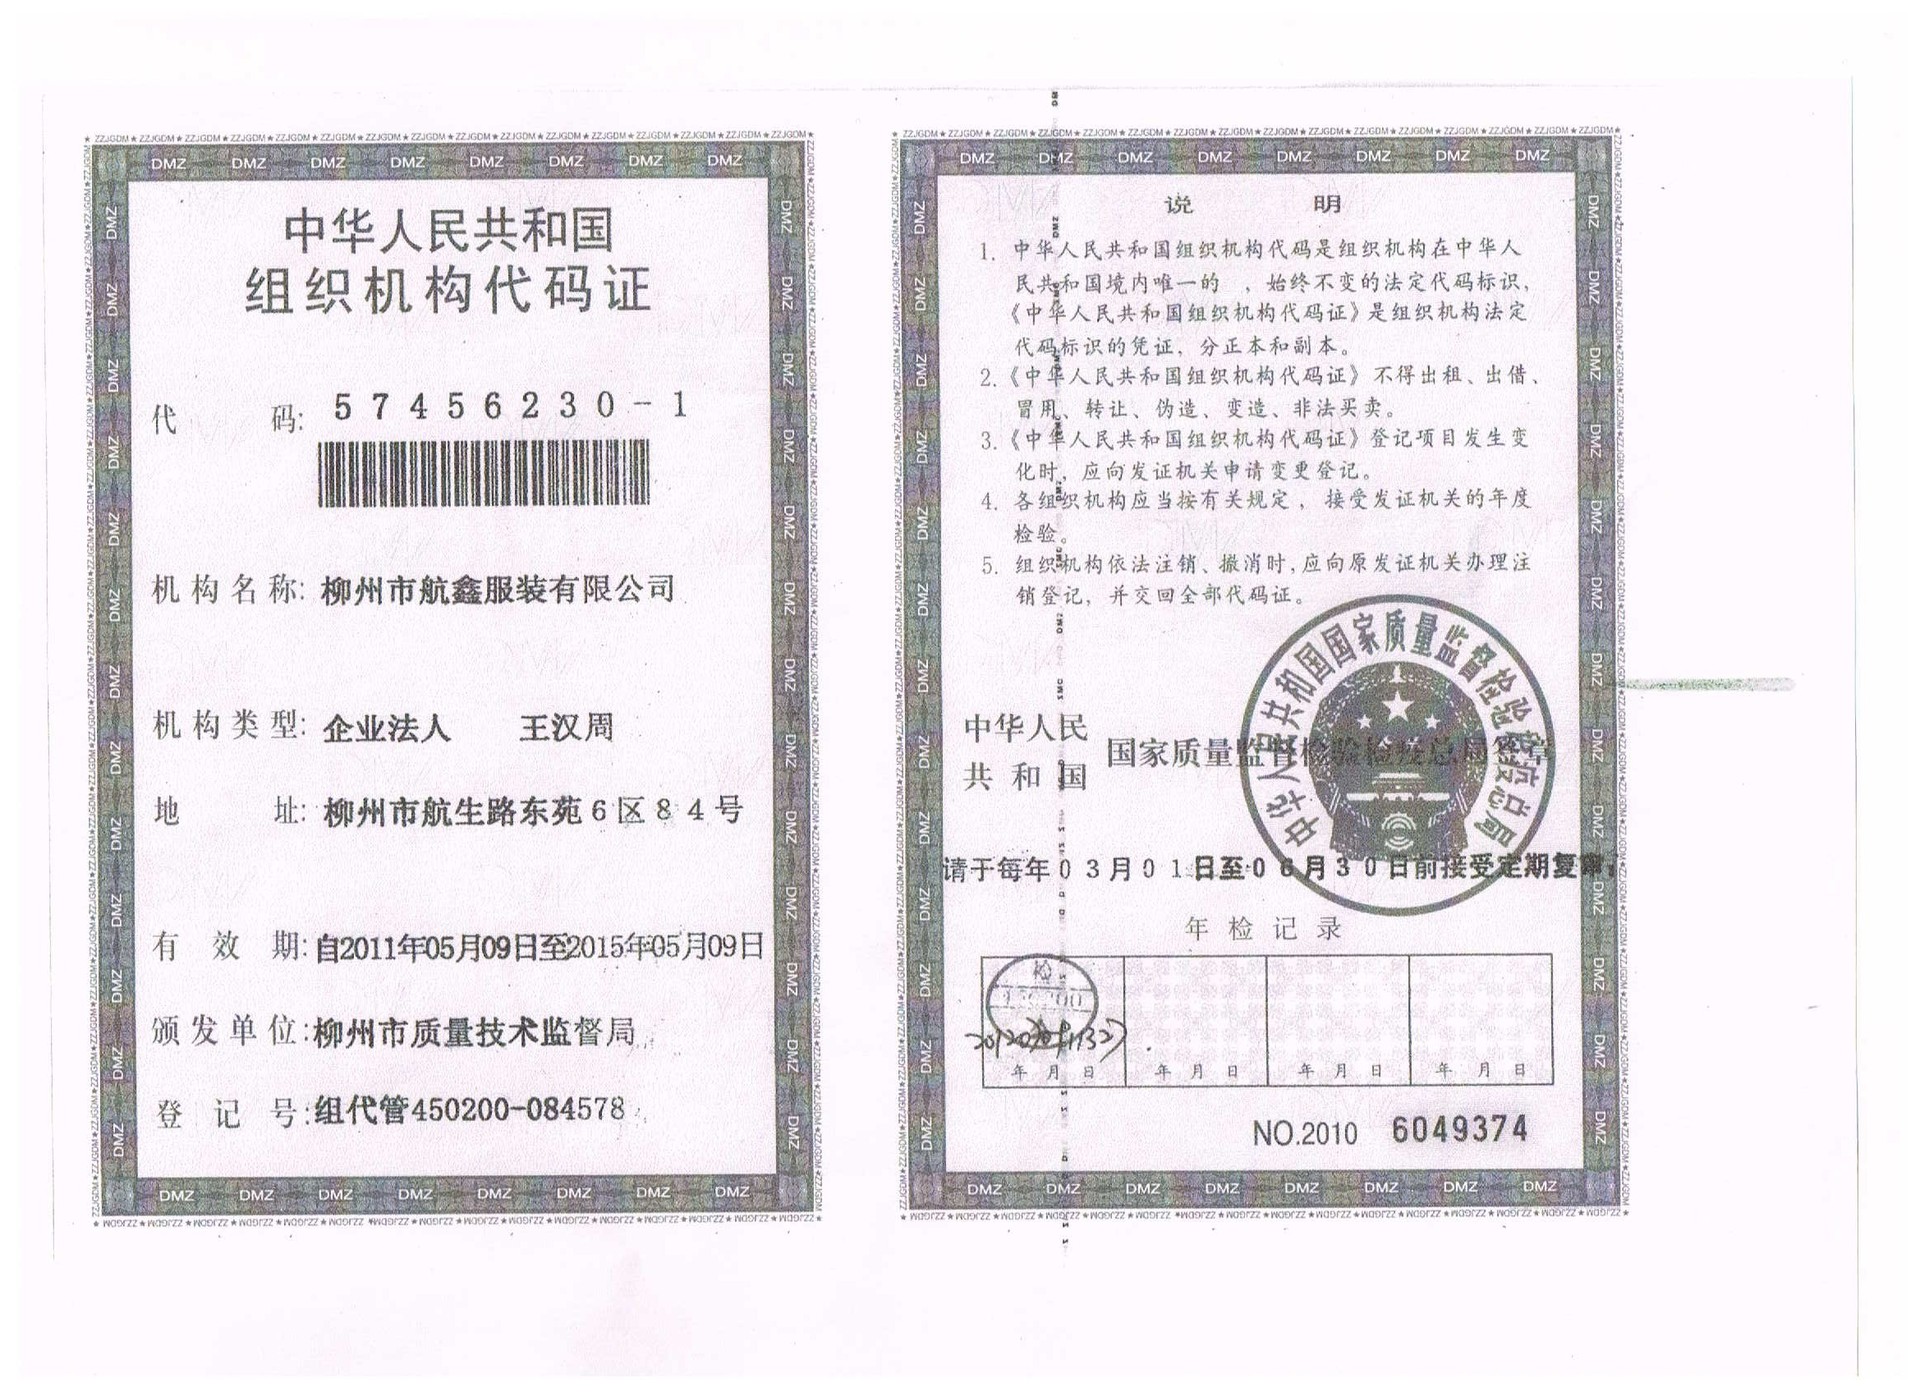 中华人民共和国
组织机构代码证
代 码: 57456230-1
机构名称: 柳州市航鑫服装有限公司
机构类型: 企业法人 王汉周
地 址: 柳州市航生路东苑6区84号
有 效 期: 自2011年05月09日至2015年05月09日
颁发单位: 柳州市质量技术监督局
登 记 号: 组代管450200-084578
说 明
1. 中华人民共和国组织机构代码是组织机构在中华人
民共和国境内唯一的 ，始终不变的法定代码标识，
《中华人民共和国组织机构代码证》是组织机构法定
代码标识的凭证，分正本和副本。
2.《中华人民共和国组织机构代码证》不得出租、出借、
冒用、转让、伪造、变造、非法买卖。
3.《中华人民共和国组织机构代码证》登记项目发生变
化时，应向发证机关申请变更登记。
4. 各组织机构应当按有关规定，接受发证机关的年度
检验。
5. 组织机构依法注销、撤消时，应向原发证机关办理注
销登记，并交回全部代码证。
中华人民共和国国家质量监督检验检疫总局
中华人民
共和国 国家质量监督检验检疫总局签章
请于每年03月01日至06月30日前接受定期复审
年检记录
检
年 月 日 年 月 日 年 月 日 年 月 日
NO.2010 6049374